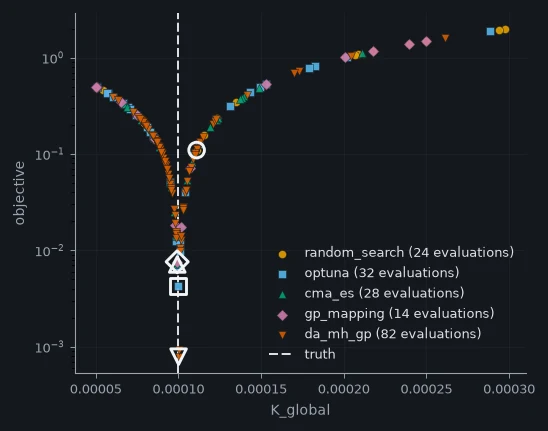 10⁰
10⁻¹
10⁻²
10⁻³
objective
random_search (24 evaluations)
optuna (32 evaluations)
cma_es (28 evaluations)
gp_mapping (14 evaluations)
da_mh_gp (82 evaluations)
truth
0.00005 0.00010 0.00015 0.00020 0.00025 0.00030
K_global